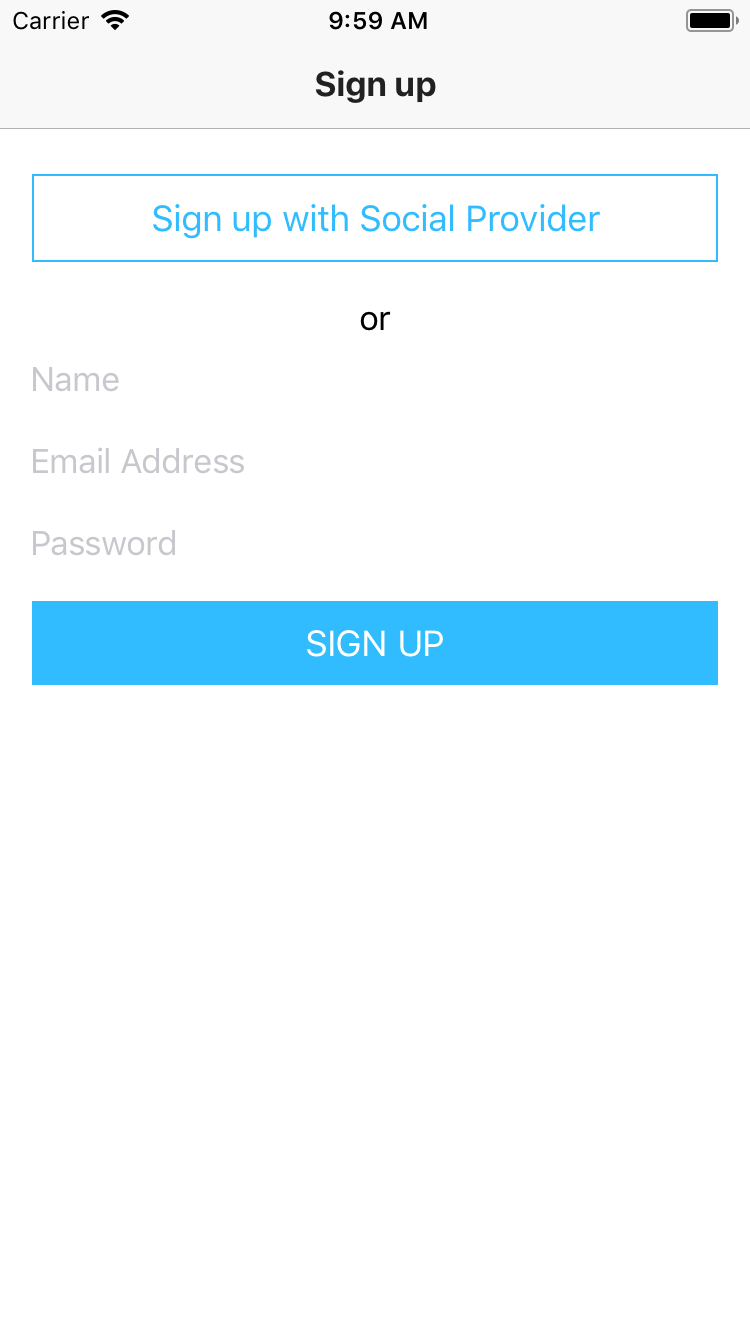 Carrier 9:59 AM
Sign up
Sign up with Social Provider
or
Name
Email Address
Password
SIGN UP